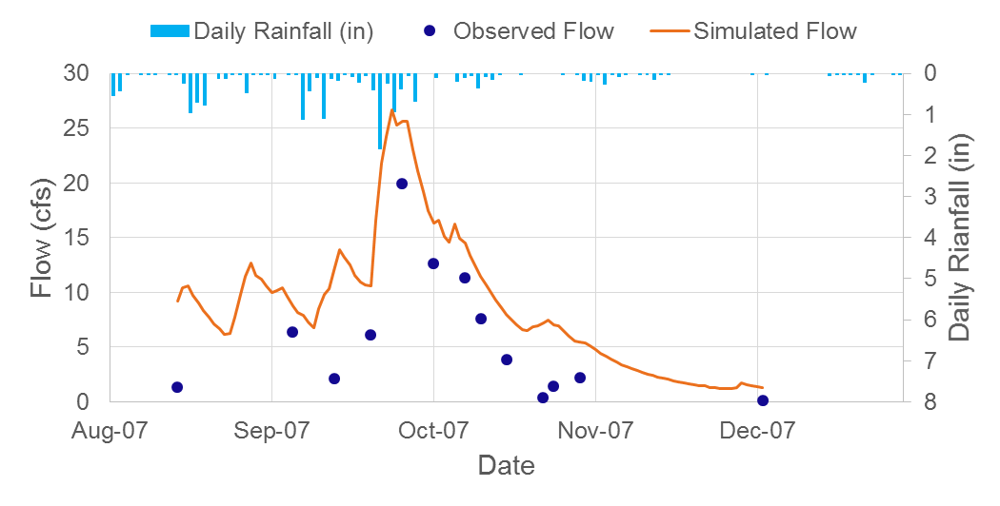 Daily Rainfall (in) Observed Flow Simulated Flow
30 0
25 1
20 2
15 3
10 4
5 5
0 6
7
8
Flow (cfs)
Daily Rianfall (in)
Aug-07 Sep-07 Oct-07 Nov-07 Dec-07
Date